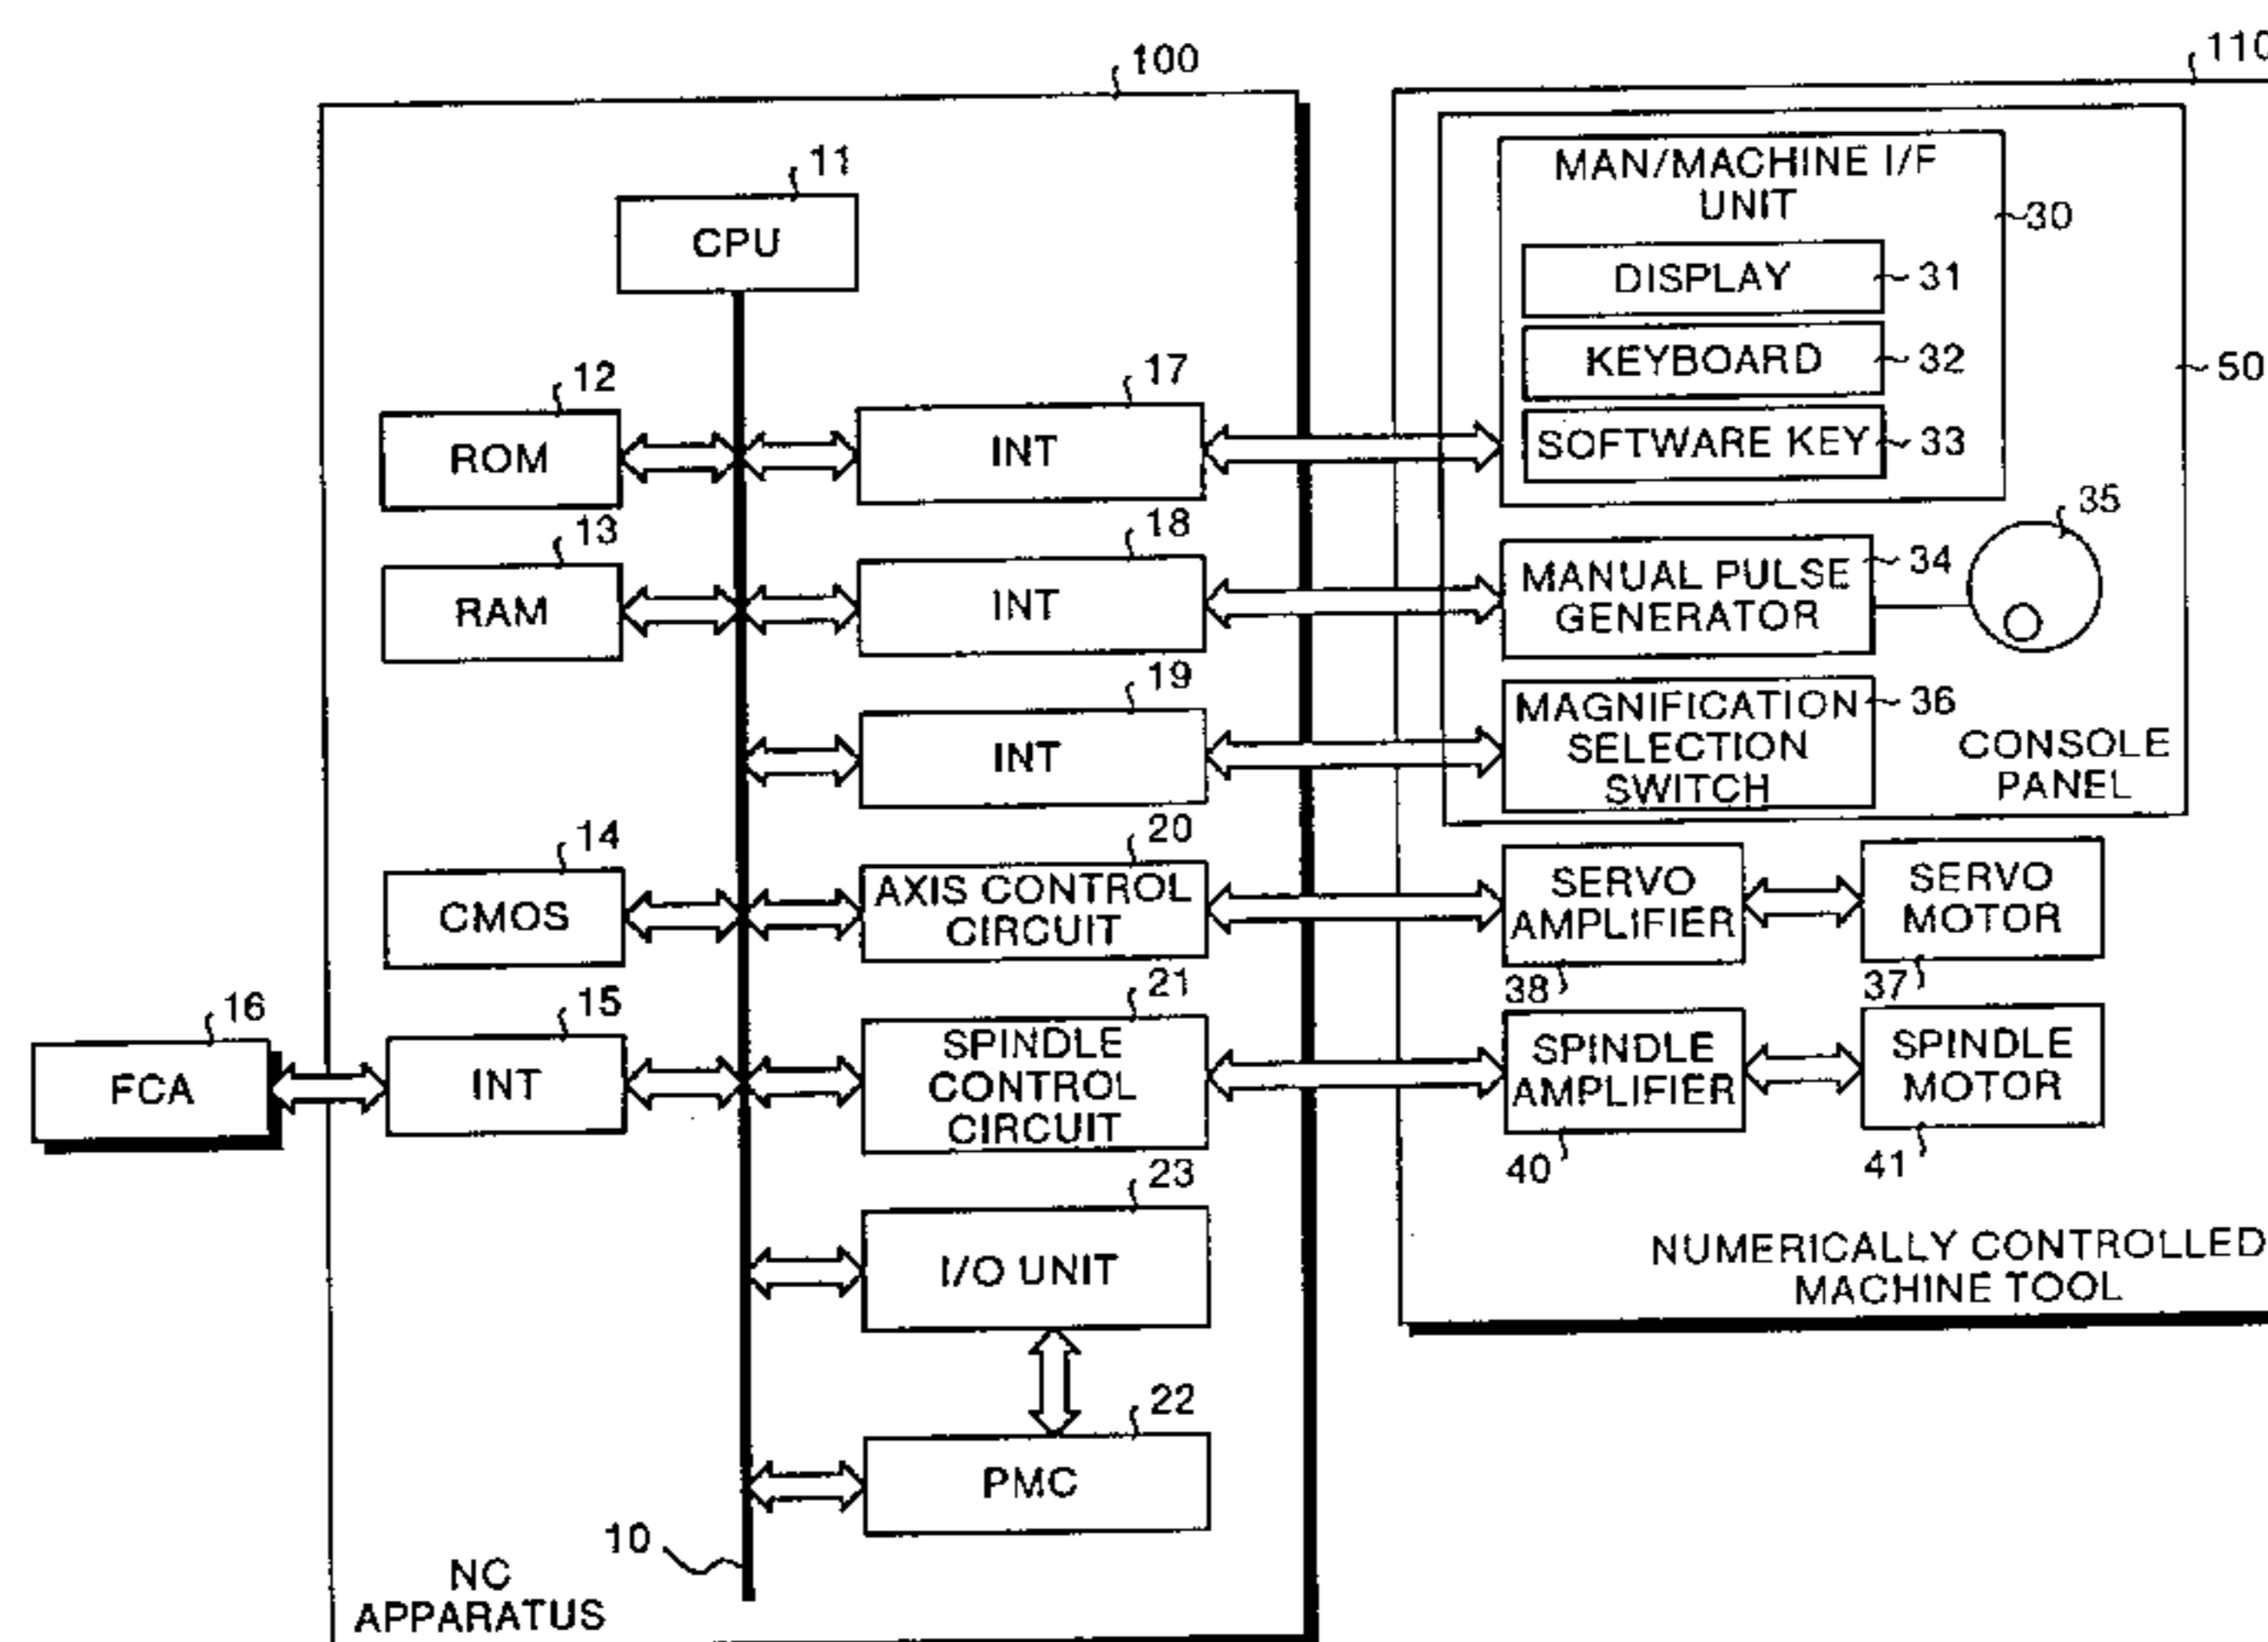 100
110
11
CPU
MAN/MACHINE I/F
UNIT
30
DISPLAY
31
KEYBOARD
32
SOFTWARE KEY
33
50
12
ROM
17
INT
13
RAM
18
INT
MANUAL PULSE
GENERATOR
34
35
19
INT
MAGNIFICATION
SELECTION
SWITCH
36
CONSOLE
PANEL
14
CMOS
20
AXIS CONTROL
CIRCUIT
SERVO
AMPLIFIER
38
SERVO
MOTOR
37
16
FCA
15
INT
21
SPINDLE
CONTROL
CIRCUIT
SPINDLE
AMPLIFIER
40
SPINDLE
MOTOR
41
23
I/O UNIT
NUMERICALLY CONTROLLED
MACHINE TOOL
22
PMC
10
NC
APPARATUS